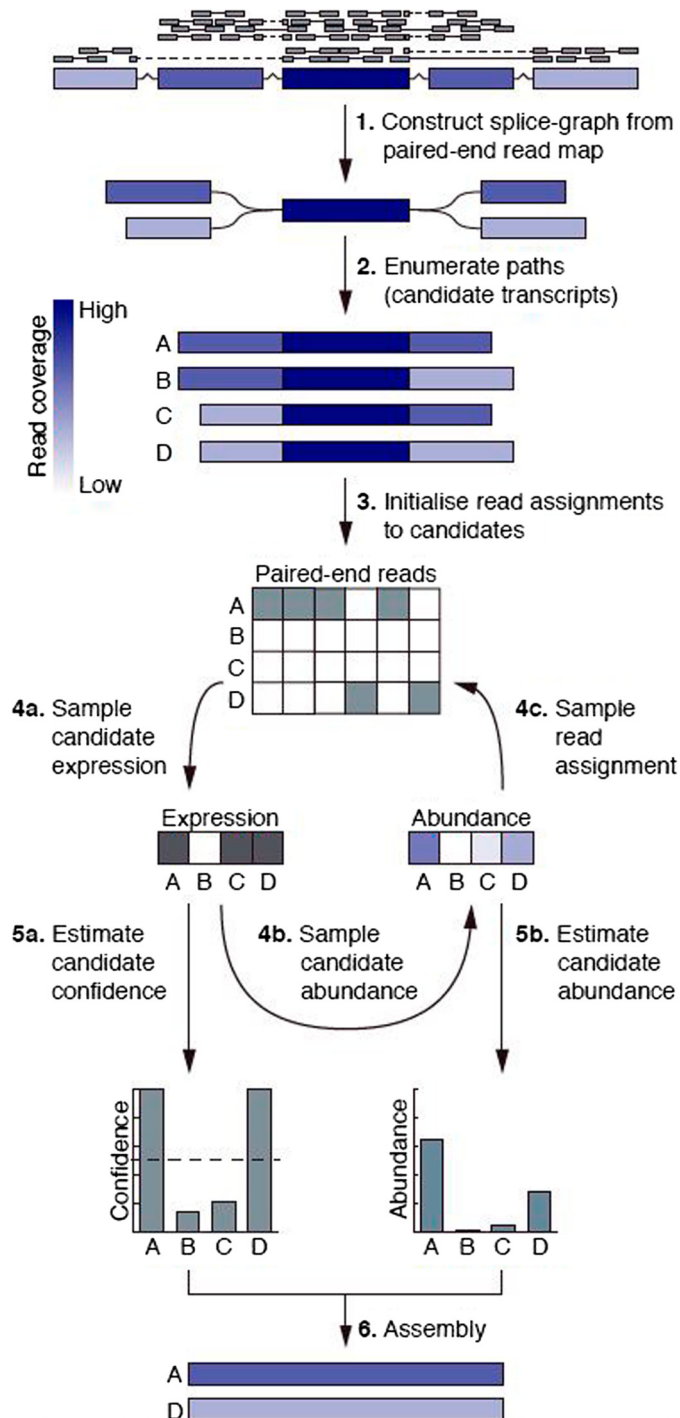 1. Construct splice-graph from
paired-end read map
2. Enumerate paths
(candidate transcripts)
Read coverage
High
Low
A
B
C
D
3. Initialise read assignments
to candidates
Paired-end reads
A
B
C
D
4a. Sample
candidate
expression
4c. Sample
read
assignment
Expression
A B C D
Abundance
A B C D
5a. Estimate
candidate
confidence
4b. Sample
candidate
abundance
5b. Estimate
candidate
abundance
Confidence
A B C D
Abundance
A B C D
6. Assembly
A
D